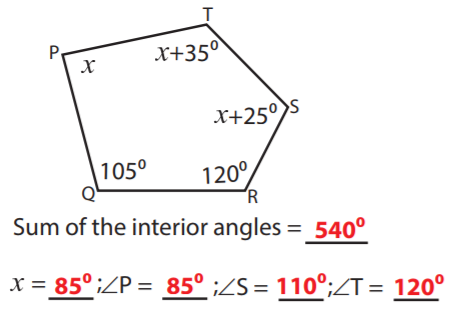 T
P
x
x+35⁰
x+25⁰
S
105⁰
120⁰
Q
R
Sum of the interior angles = 540⁰
x = 85⁰ ;∠P = 85⁰ ;∠S = 110⁰;∠T = 120⁰